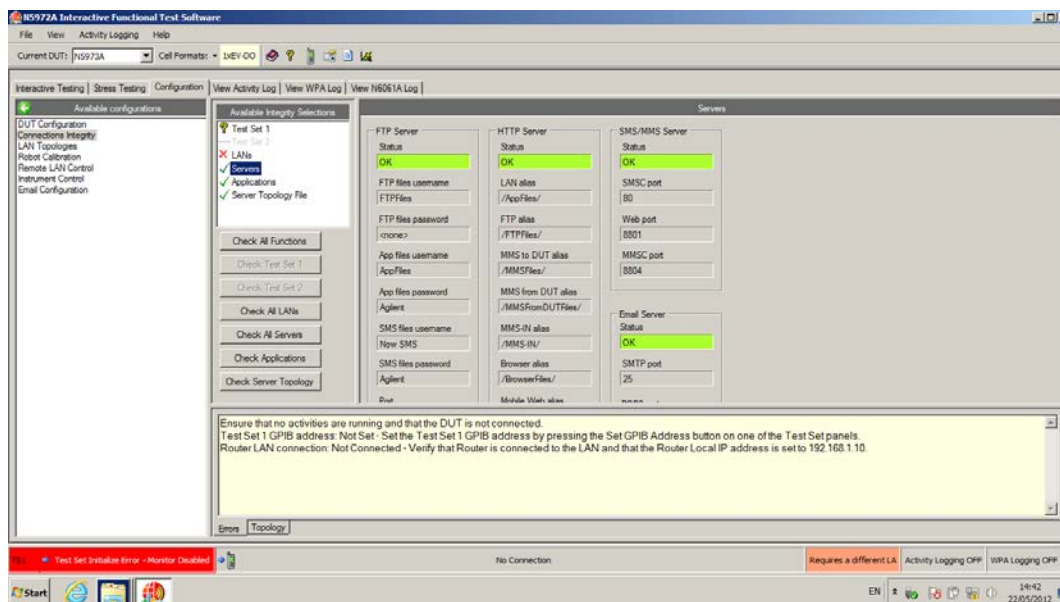 N5972A Interactive Functional Test Software
File View Activity Logging Help
Current DUT: N5973A Cell Formats: 1xEV-DO
Interactive Testing Stress Testing Configuration View Activity Log View WPA Log View N6061A Log
Available configurations
DUT Configuration
Connections Integrity
LAN Topologies
Robot Calibration
Remote LAN Control
Instrument Control
Email Configuration
Available Integrity Selections
Test Set 1
Test Set 2
LANs
Servers
Applications
Server Topology File
Check All Functions
Check Test Set 1
Check Test Set 2
Check All LANs
Check All Servers
Check Applications
Check Server Topology
Servers
FTP Server
Status
OK
FTP files username
FTPFiles
FTP files password
<none>
App files username
AppFiles
App files password
Agilent
SMS files username
Now SMS
SMS files password
Agilent
Port
HTTP Server
Status
OK
LAN alias
/AppFiles/
FTP alias
/FTPFiles/
MMS to DUT alias
/MMSFiles/
MMS from DUT alias
/MMSFromDUTFiles/
MMS-IN alias
/MMS-IN/
Browser alias
/BrowserFiles/
Mobile Web alias
SMS/MMS Server
Status
OK
SMSC port
80
Web port
8801
MMSC port
8804
Email Server
Status
OK
SMTP port
25
Ensure that no activities are running and that the DUT is not connected.
Test Set 1 GPIB address: Not Set - Set the Test Set 1 GPIB address by pressing the Set GPIB Address button on one of the Test Set panels.
Router LAN connection: Not Connected - Verify that Router is connected to the LAN and that the Router Local IP address is set to 192.168.1.10.
Errors Topology
Test Set Initialize Error - Monitor Disabled
No Connection
Requires a different LA
Activity Logging OFF
WPA Logging OFF
Start
EN
14:42
22/05/2012